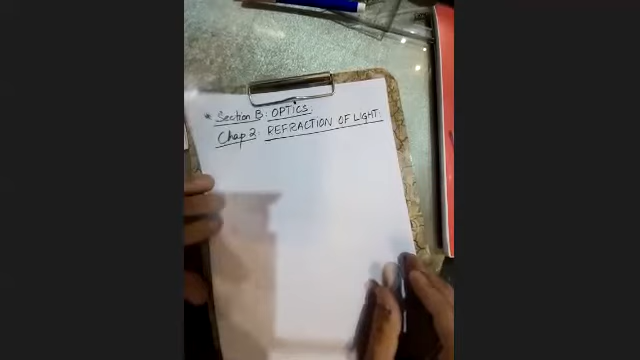 * Section B: OPTICS.
Chap 2: REFRACTION OF LIGHT.